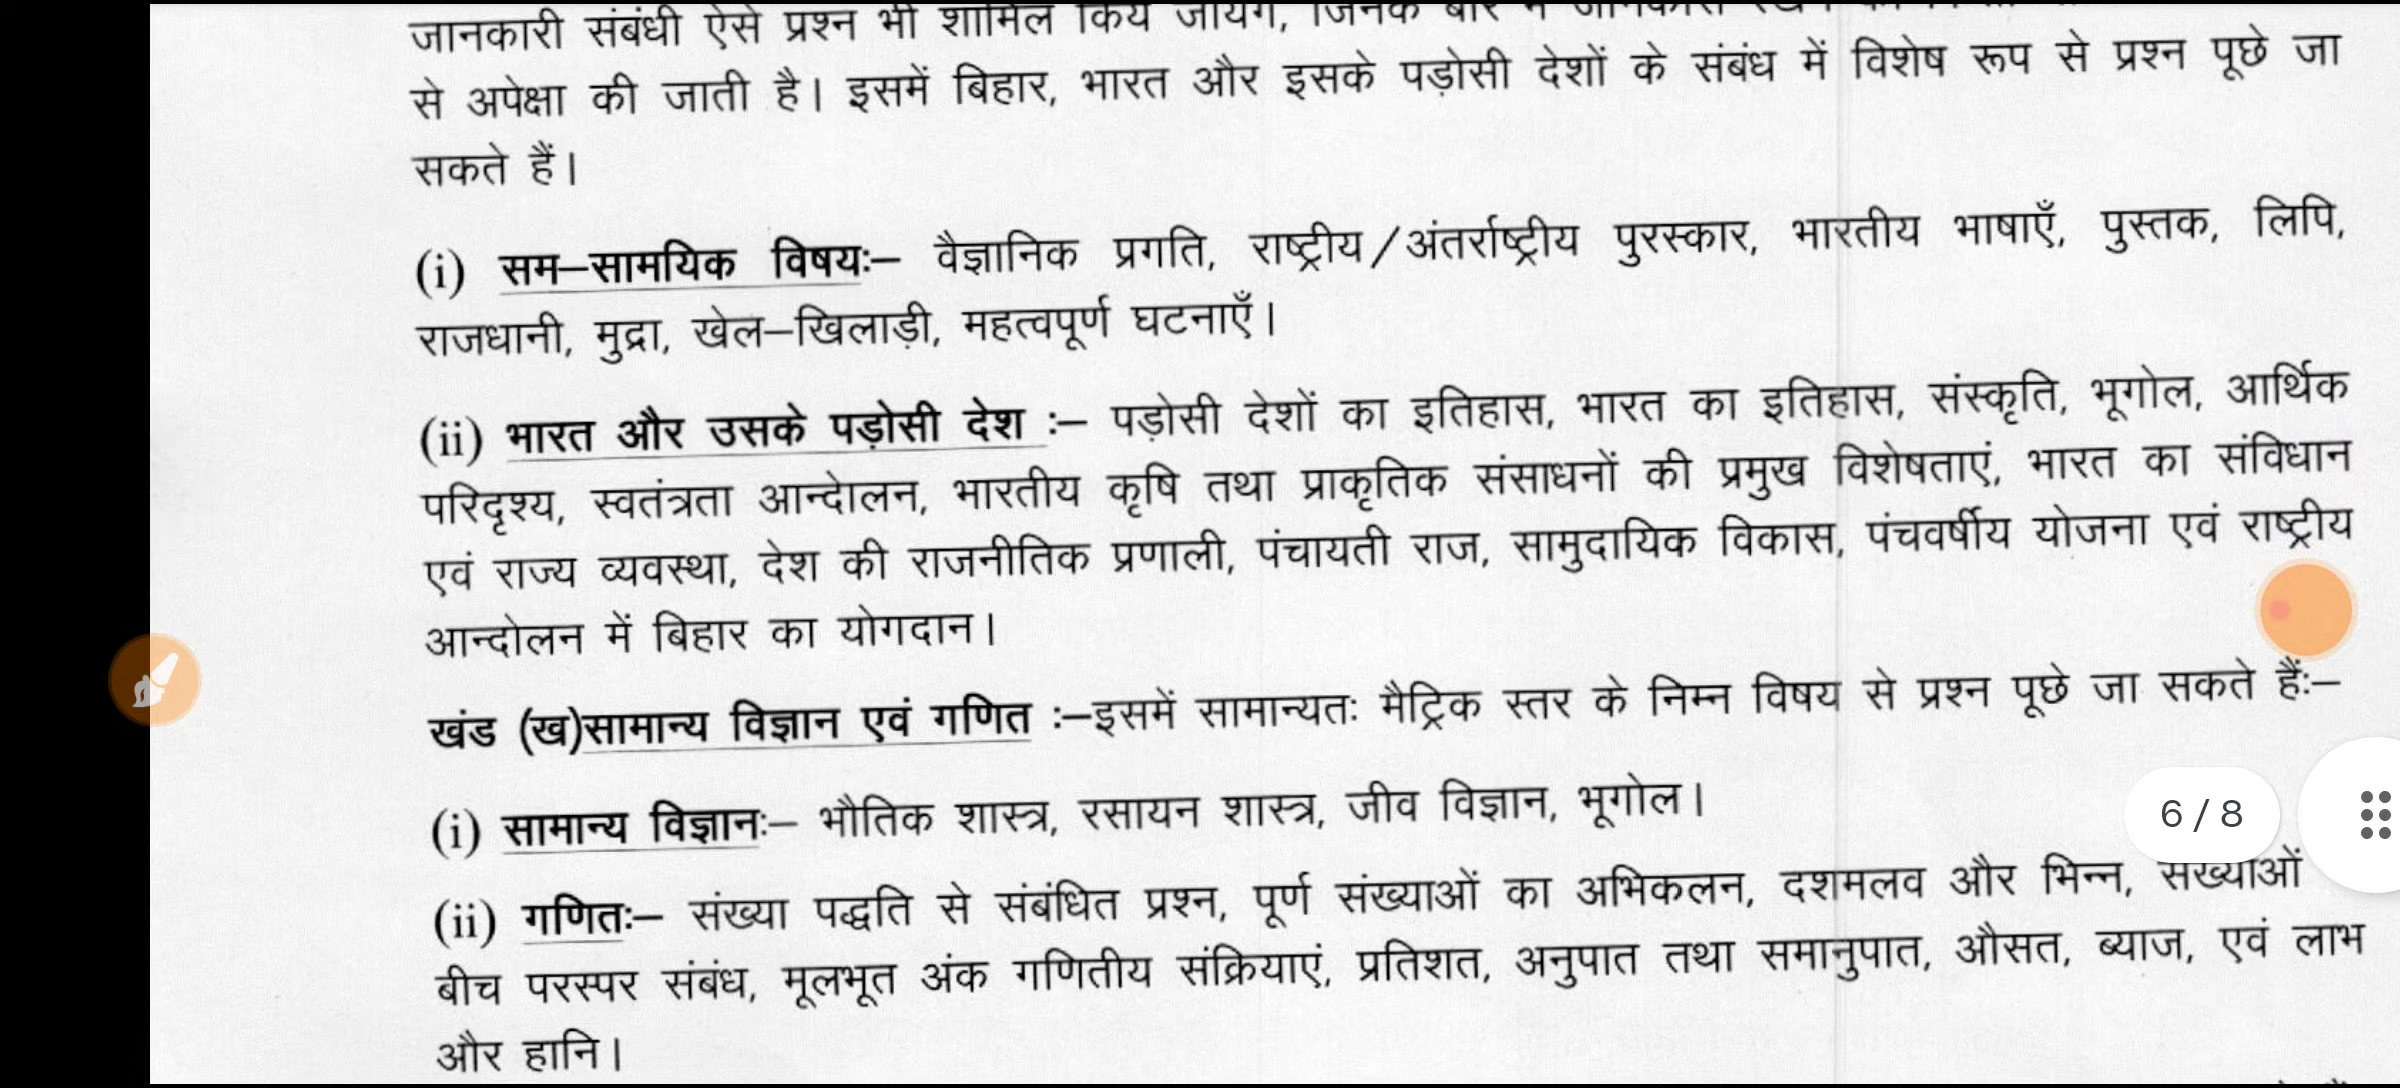 जानकारी संबंधी ऐसे प्रश्न भी शामिल किये जायेंगे, जिनके बारे में
से अपेक्षा की जाती है। इसमें बिहार, भारत और इसके पड़ोसी देशों के संबंध में विशेष रूप से प्रश्न पूछे जा
सकते हैं।
(i) सम–सामयिक विषयः– वैज्ञानिक प्रगति, राष्ट्रीय/अंतर्राष्ट्रीय पुरस्कार, भारतीय भाषाएँ, पुस्तक, लिपि,
राजधानी, मुद्रा, खेल–खिलाड़ी, महत्वपूर्ण घटनाएँ।
(ii) भारत और उसके पड़ोसी देश :– पड़ोसी देशों का इतिहास, भारत का इतिहास, संस्कृति, भूगोल, आर्थिक
परिदृश्य, स्वतंत्रता आन्दोलन, भारतीय कृषि तथा प्राकृतिक संसाधनों की प्रमुख विशेषताएं, भारत का संविधान
एवं राज्य व्यवस्था, देश की राजनीतिक प्रणाली, पंचायती राज, सामुदायिक विकास, पंचवर्षीय योजना एवं राष्ट्रीय
आन्दोलन में बिहार का योगदान।
खंड (ख)सामान्य विज्ञान एवं गणित :–इसमें सामान्यतः मैट्रिक स्तर के निम्न विषय से प्रश्न पूछे जा सकते हैंः–
(i) सामान्य विज्ञानः– भौतिक शास्त्र, रसायन शास्त्र, जीव विज्ञान, भूगोल।
6 / 8
(ii) गणितः– संख्या पद्धति से संबंधित प्रश्न, पूर्ण संख्याओं का अभिकलन, दशमलव और भिन्न, संख्याओं
बीच परस्पर संबंध, मूलभूत अंक गणितीय संक्रियाएं, प्रतिशत, अनुपात तथा समानुपात, औसत, ब्याज, एवं लाभ
और हानि।